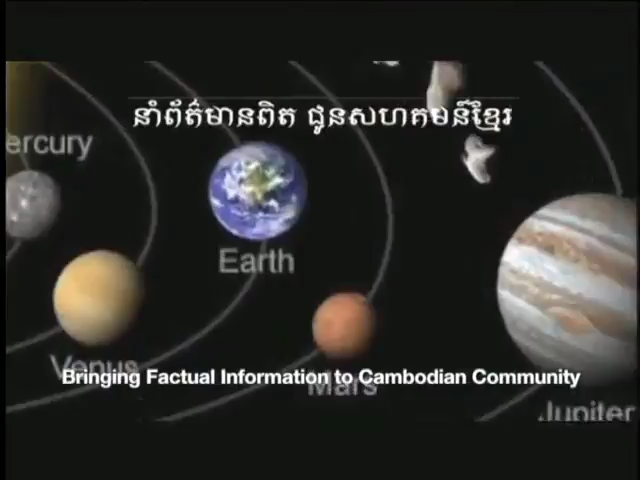 នាំព័ត៌មានពិត ជូនសហគមន៍ខ្មែរ
ercury
Earth
Venus
Bringing Factual Information to Cambodian Community
Mars
Jupiter